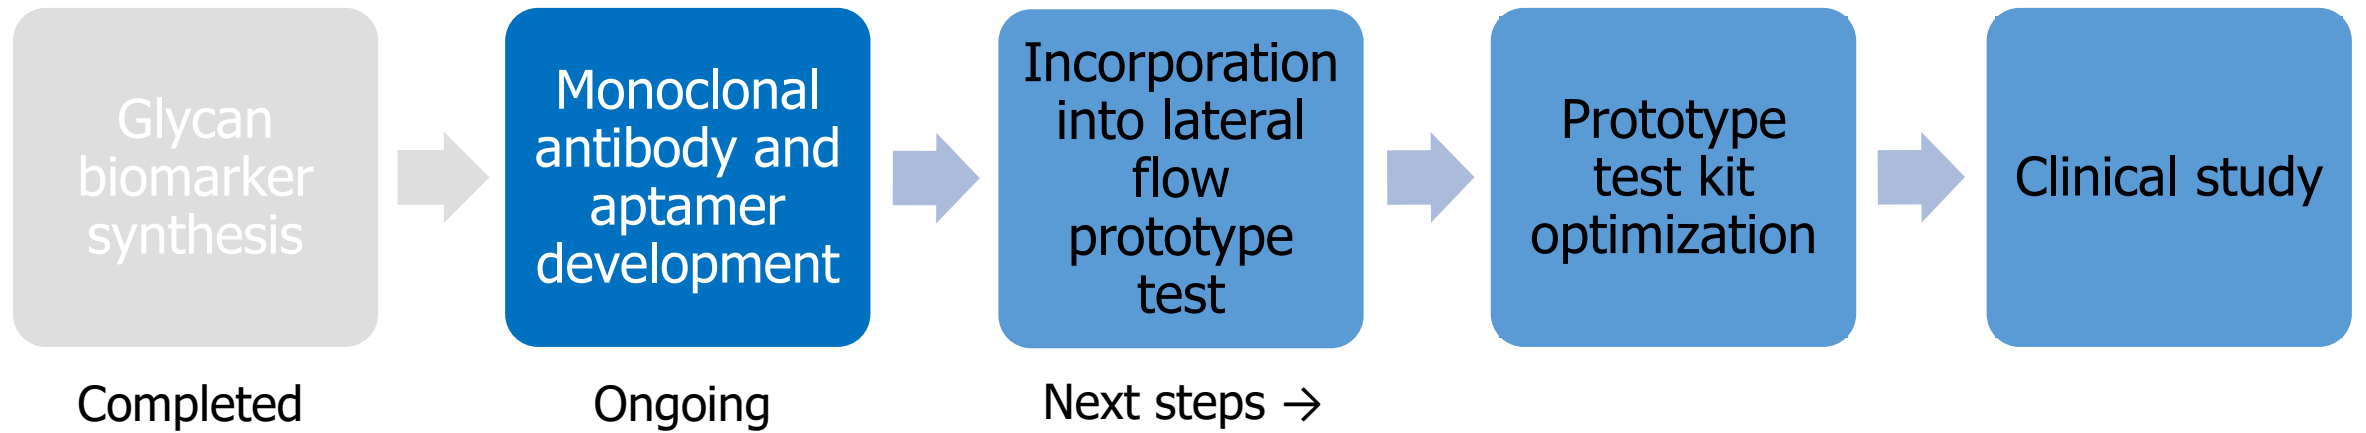 Glycan
biomarker
synthesis
Monoclonal
antibody and
aptamer
development
Incorporation
into lateral
flow
prototype
test
Prototype
test kit
optimization
Clinical study
Completed
Ongoing
Next steps →